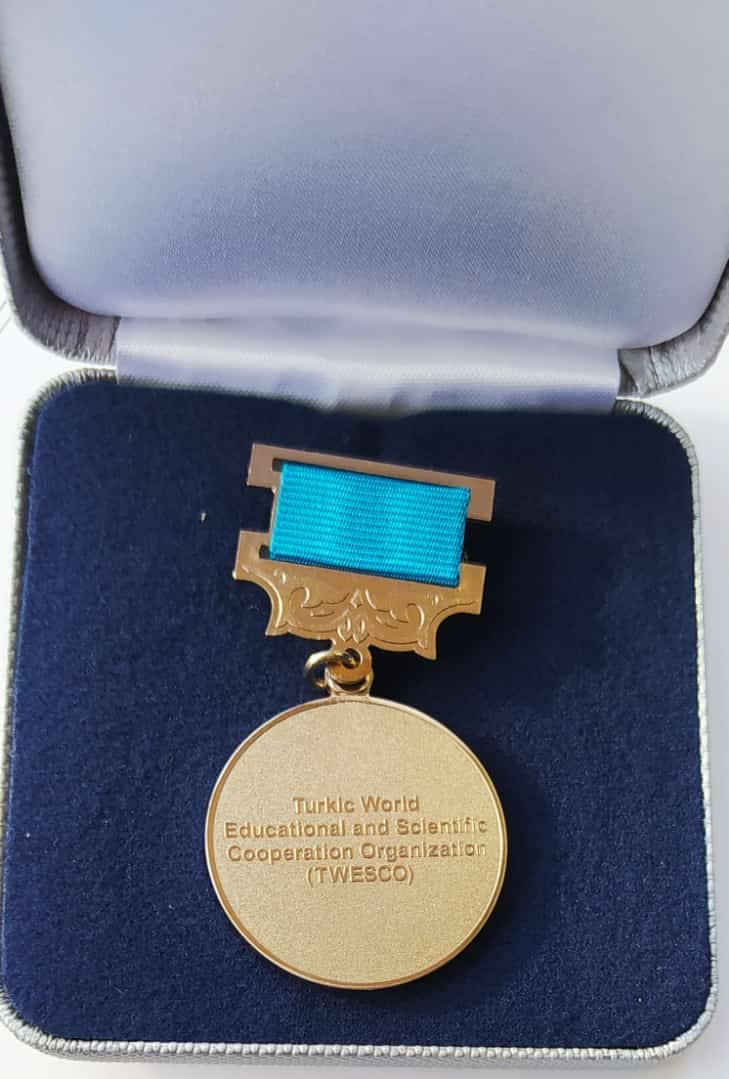 Turkic World
Educational and Scientific
Cooperation Organization
(TWESCO)